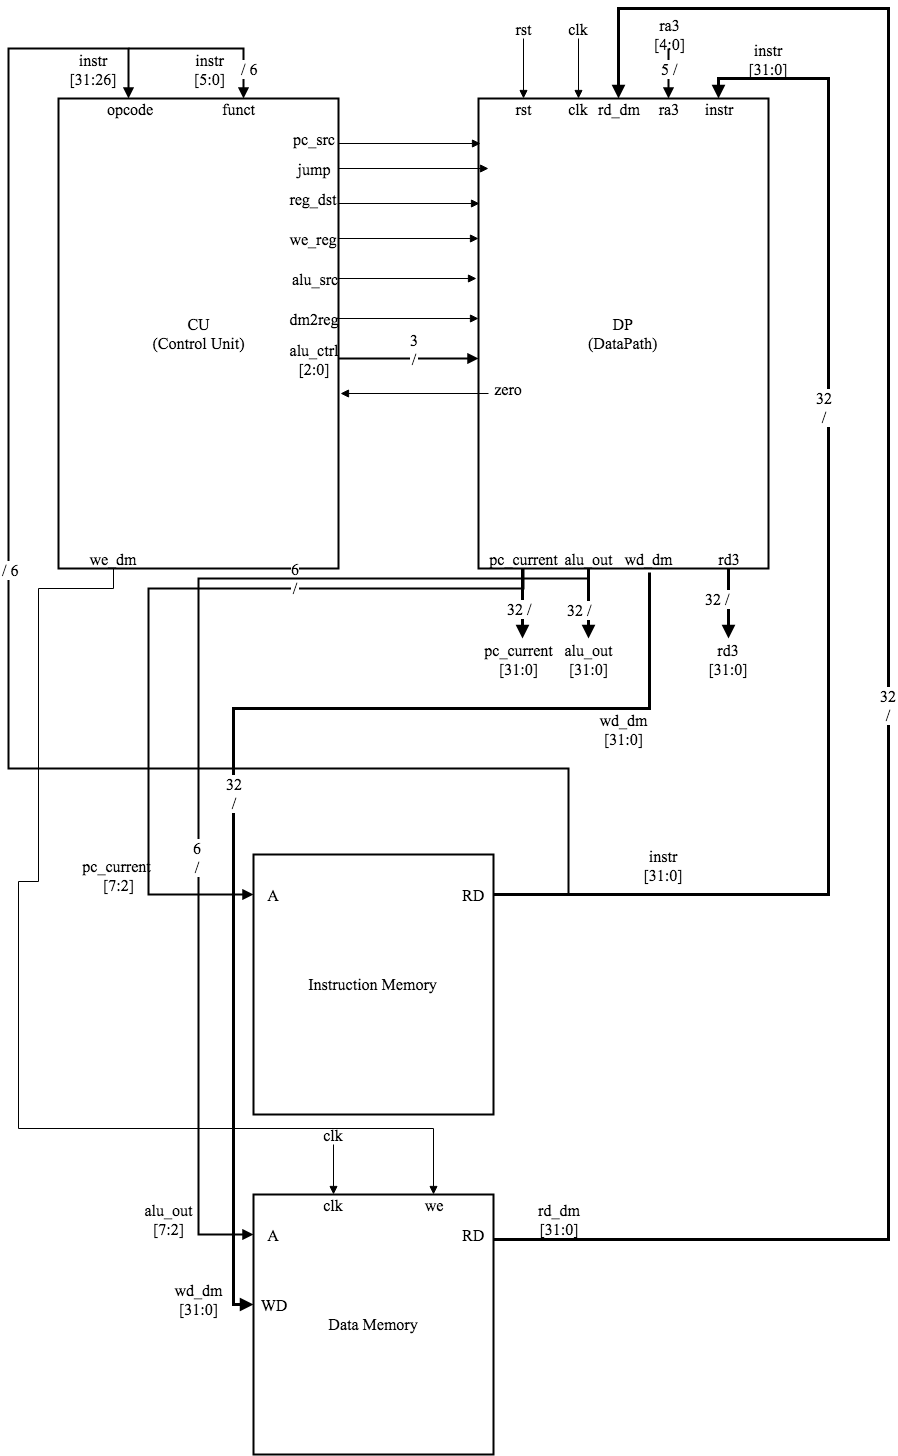 rst
clk
ra3
[4:0]
5 /
instr
[31:0]
instr
[31:26]
instr
[5:0]
/ 6
opcode
funct
rst
clk
rd_dm
ra3
instr
pc_src
jump
reg_dst
we_reg
alu_src
dm2reg
alu_ctrl
[2:0]
3
/
zero
CU
(Control Unit)
DP
(DataPath)
32
/
we_dm
/ 6
6
/
pc_current
alu_out
wd_dm
rd3
32 /
32 /
32 /
pc_current
[31:0]
alu_out
[31:0]
rd3
[31:0]
32
/
wd_dm
[31:0]
32
/
6
/
pc_current
[7:2]
instr
[31:0]
A
RD
Instruction Memory
clk
clk
we
alu_out
[7:2]
A
RD
rd_dm
[31:0]
wd_dm
[31:0]
WD
Data Memory